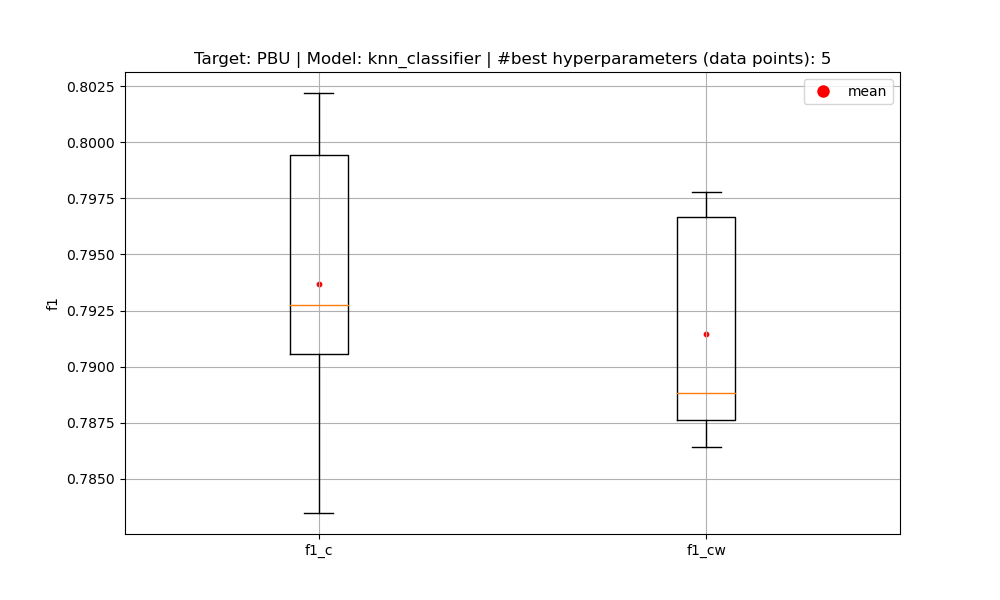 Target: PBU | Model: knn_classifier | #best hyperparameters (data points): 5
mean
0.8025
0.8000
0.7975
0.7950
0.7925
0.7900
0.7875
0.7850
f1
f1_c
f1_cw